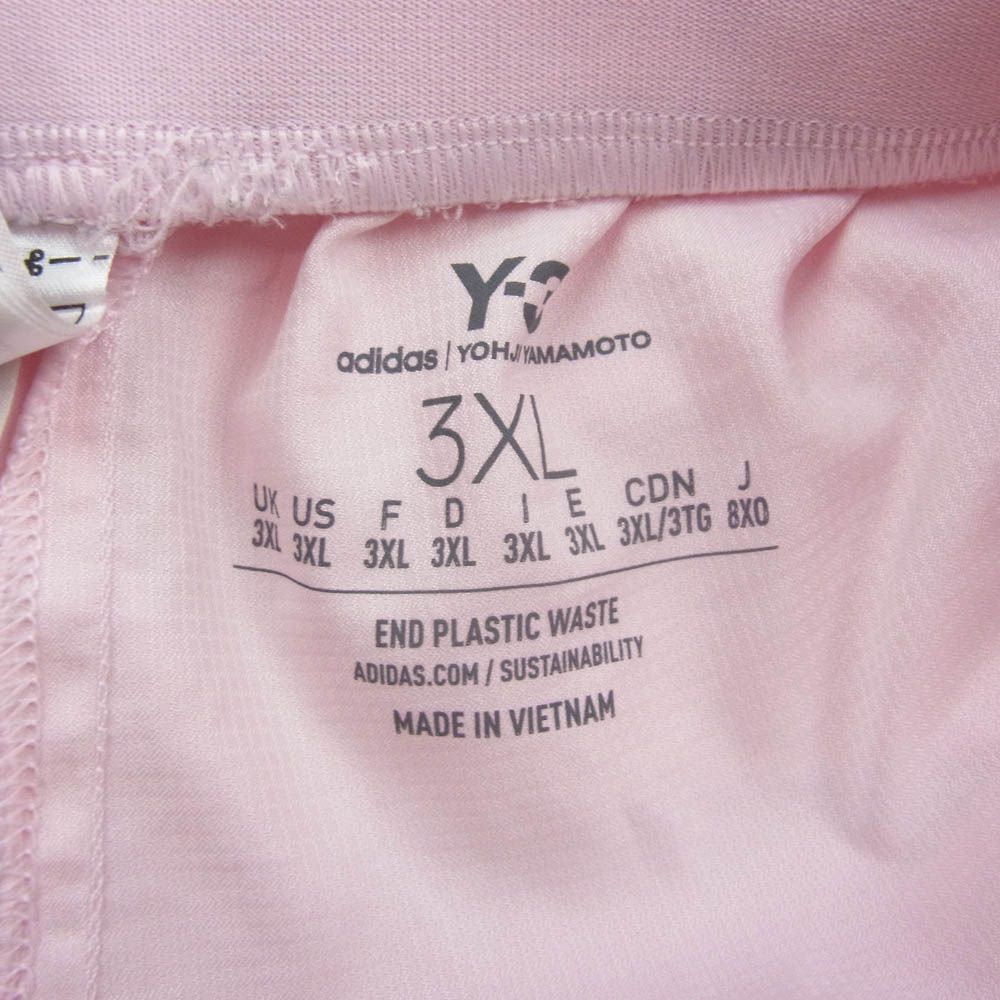 Y-3
adidas | YOHJI YAMAMOTO
3XL
UK US F D I E CDN J
3XL 3XL 3XL 3XL 3XL 3XL 3XL/3TG 8XO
END PLASTIC WASTE
ADIDAS.COM / SUSTAINABILITY
MADE IN VIETNAM